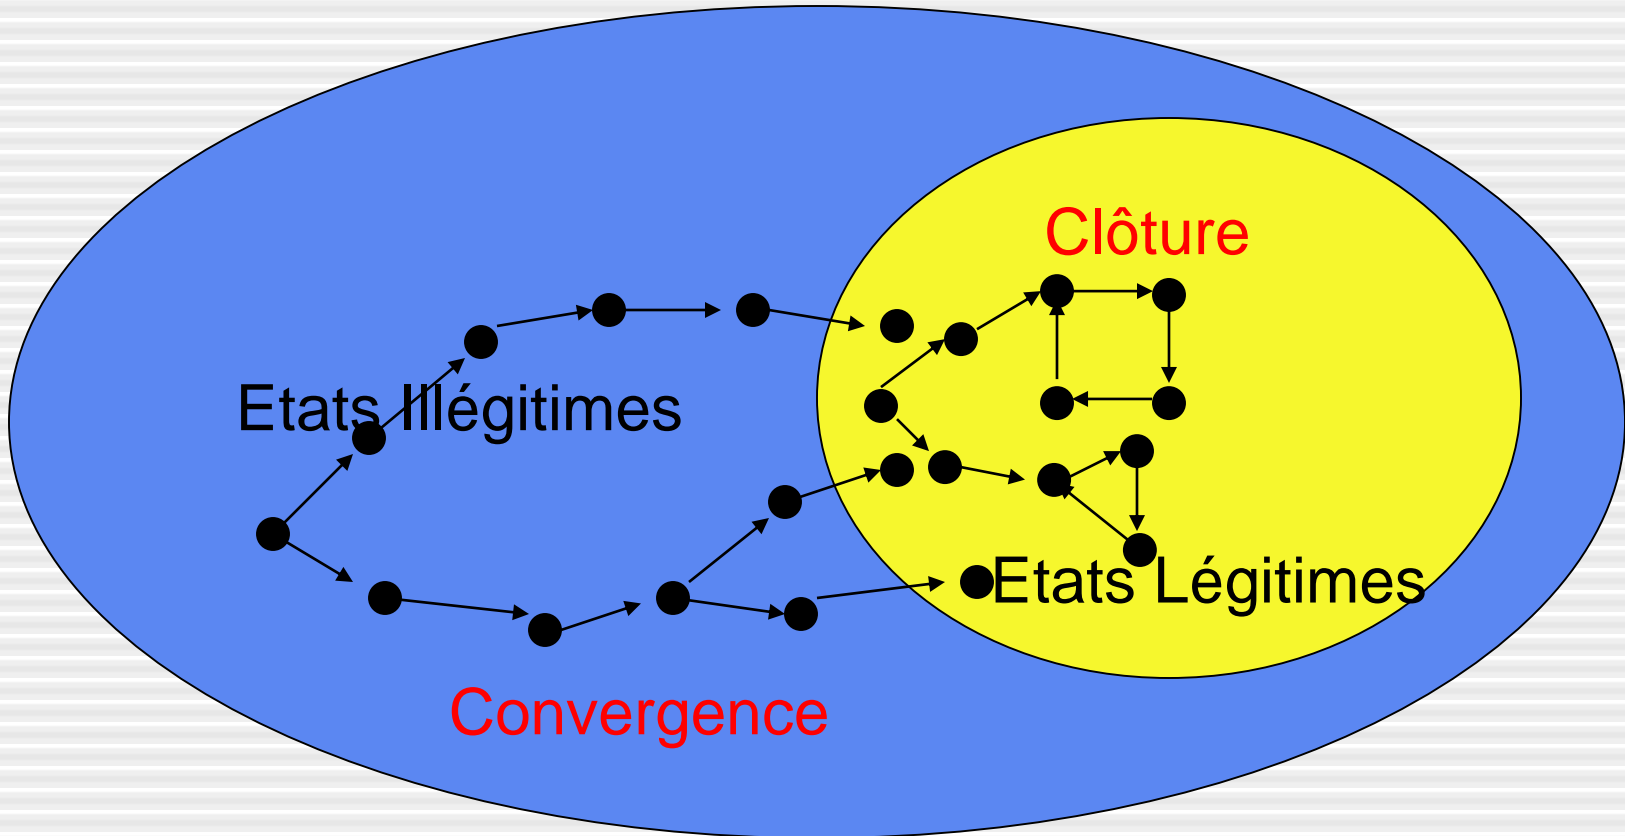 Clôture
Etats Illégitimes
Etats Légitimes
Convergence